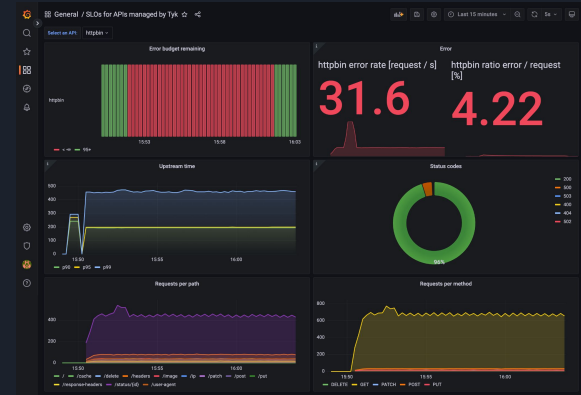 General / SLOs for APIs managed by Tyk
Last 15 minutes
5s
Select an API
httpbin
Error budget remaining
httpbin
15:53
15:58
16:03
Error
httpbin error rate [request / s]
31.6
httpbin ratio error / request
[%]
4.22
Upstream time
500
400
300
200
100
0
15:50
15:55
16:00
p90 p95 p99
Status codes
200
500
503
400
404
502
Requests per path
400
200
0
15:50
15:55
16:00
/ /cache /delete /headers /image /ip /patch /post /put
/response-headers /status/{id} /user-agent
Requests per method
800
600
400
200
0
15:50
15:55
16:00
DELETE GET PATCH POST PUT